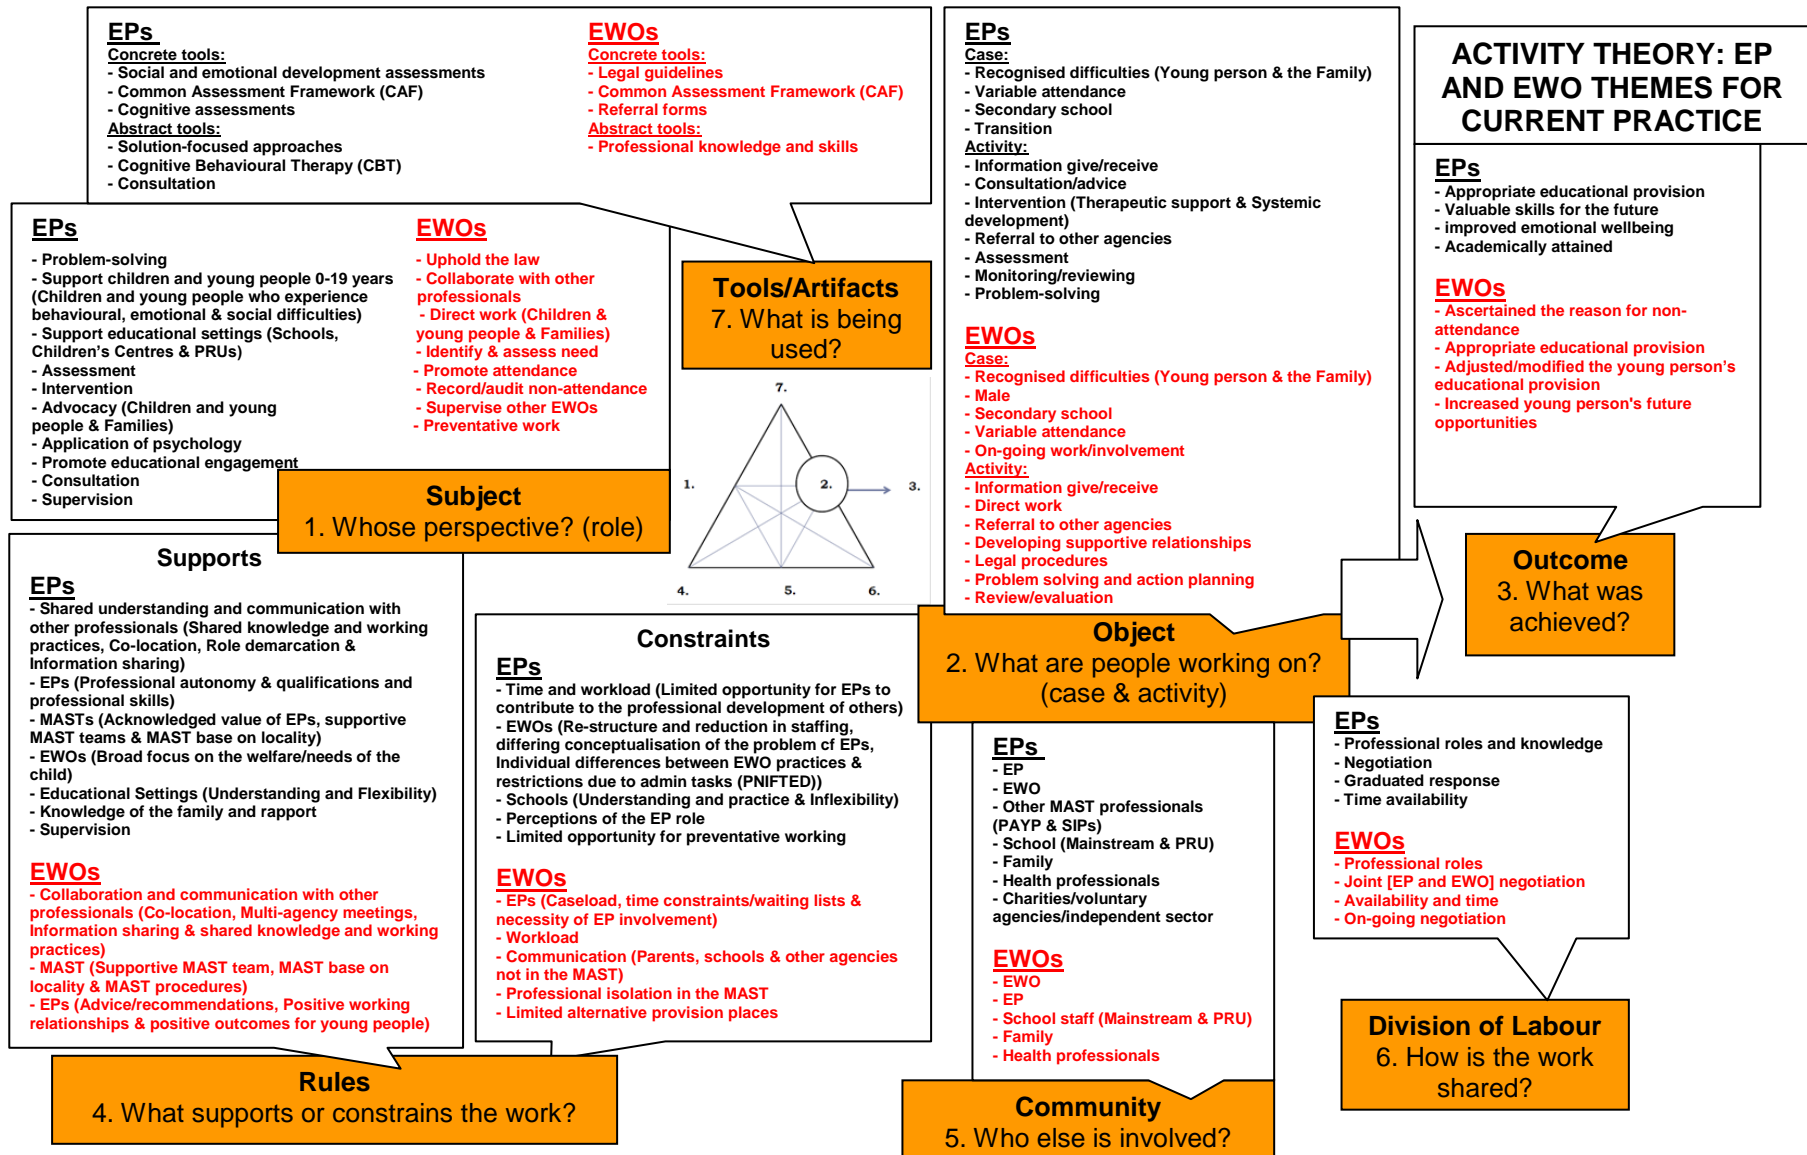 EPs
Concrete tools:
- Social and emotional development assessments
- Common Assessment Framework (CAF)
- Cognitive assessments
Abstract tools:
- Solution-focused approaches
- Cognitive Behavioural Therapy (CBT)
- Consultation
EWOs
Concrete tools:
- Legal guidelines
- Common Assessment Framework (CAF)
- Referral forms
Abstract tools:
- Professional knowledge and skills
EPs
Case:
- Recognised difficulties (Young person & the Family)
- Variable attendance
- Secondary school
- Transition
Activity:
- Information give/receive
- Consultation/advice
- Intervention (Therapeutic support & Systemic
development)
- Referral to other agencies
- Assessment
- Monitoring/reviewing
- Problem-solving
EWOs
Case:
- Recognised difficulties (Young person & the Family)
- Male
- Secondary school
- Variable attendance
- On-going work/involvement
Activity:
- Information give/receive
- Direct work
- Referral to other agencies
- Developing supportive relationships
- Legal procedures
- Problem solving and action planning
- Review/evaluation
ACTIVITY THEORY: EP
AND EWO THEMES FOR
CURRENT PRACTICE
EPs
- Appropriate educational provision
- Valuable skills for the future
- improved emotional wellbeing
- Academically attained
EWOs
- Ascertained the reason for non-
attendance
- Appropriate educational provision
- Adjusted/modified the young person's
educational provision
- Increased young person's future
opportunities
EPs
- Problem-solving
- Support children and young people 0-19 years
(Children and young people who experience
behavioural, emotional & social difficulties)
- Support educational settings (Schools,
Children's Centres & PRUs)
- Assessment
- Intervention
- Advocacy (Children and young
people & Families)
- Application of psychology
- Promote educational engagement
- Consultation
- Supervision
EWOs
- Uphold the law
- Collaborate with other
professionals
- Direct work (Children &
young people & Families)
- Identify & assess need
- Promote attendance
- Record/audit non-attendance
- Supervise other EWOs
- Preventative work
Tools/Artifacts
7. What is being
used?
7.
1.
2.
3.
4.
5.
6.
Subject
1. Whose perspective? (role)
Outcome
3. What was
achieved?
Object
2. What are people working on?
(case & activity)
Supports
EPs
- Shared understanding and communication with
other professionals (Shared knowledge and working
practices, Co-location, Role demarcation &
Information sharing)
- EPs (Professional autonomy & qualifications and
professional skills)
- MASTs (Acknowledged value of EPs, supportive
MAST teams & MAST base on locality)
- EWOs (Broad focus on the welfare/needs of the
child)
- Educational Settings (Understanding and Flexibility)
- Knowledge of the family and rapport
- Supervision
EWOs
- Collaboration and communication with other
professionals (Co-location, Multi-agency meetings,
Information sharing & shared knowledge and working
practices)
- MAST (Supportive MAST team, MAST base on
locality & MAST procedures)
- EPs (Advice/recommendations, Positive working
relationships & positive outcomes for young people)
Constraints
EPs
- Time and workload (Limited opportunity for EPs to
contribute to the professional development of others)
- EWOs (Re-structure and reduction in staffing,
differing conceptualisation of the problem cf EPs,
Individual differences between EWO practices &
restrictions due to admin tasks (PNIFTED))
- Schools (Understanding and practice & Inflexibility)
- Perceptions of the EP role
- Limited opportunity for preventative working
EWOs
- EPs (Caseload, time constraints/waiting lists &
necessity of EP involvement)
- Workload
- Communication (Parents, schools & other agencies
not in the MAST)
- Professional isolation in the MAST
- Limited alternative provision places
EPs
- EP
- EWO
- Other MAST professionals
(PAYP & SIPs)
- School (Mainstream & PRU)
- Family
- Health professionals
- Charities/voluntary
agencies/independent sector
EWOs
- EWO
- EP
- School staff (Mainstream & PRU)
- Family
- Health professionals
EPs
- Professional roles and knowledge
- Negotiation
- Graduated response
- Time availability
EWOs
- Professional roles
- Joint [EP and EWO] negotiation
- Availability and time
- On-going negotiation
Rules
4. What supports or constrains the work?
Community
5. Who else is involved?
Division of Labour
6. How is the work
shared?